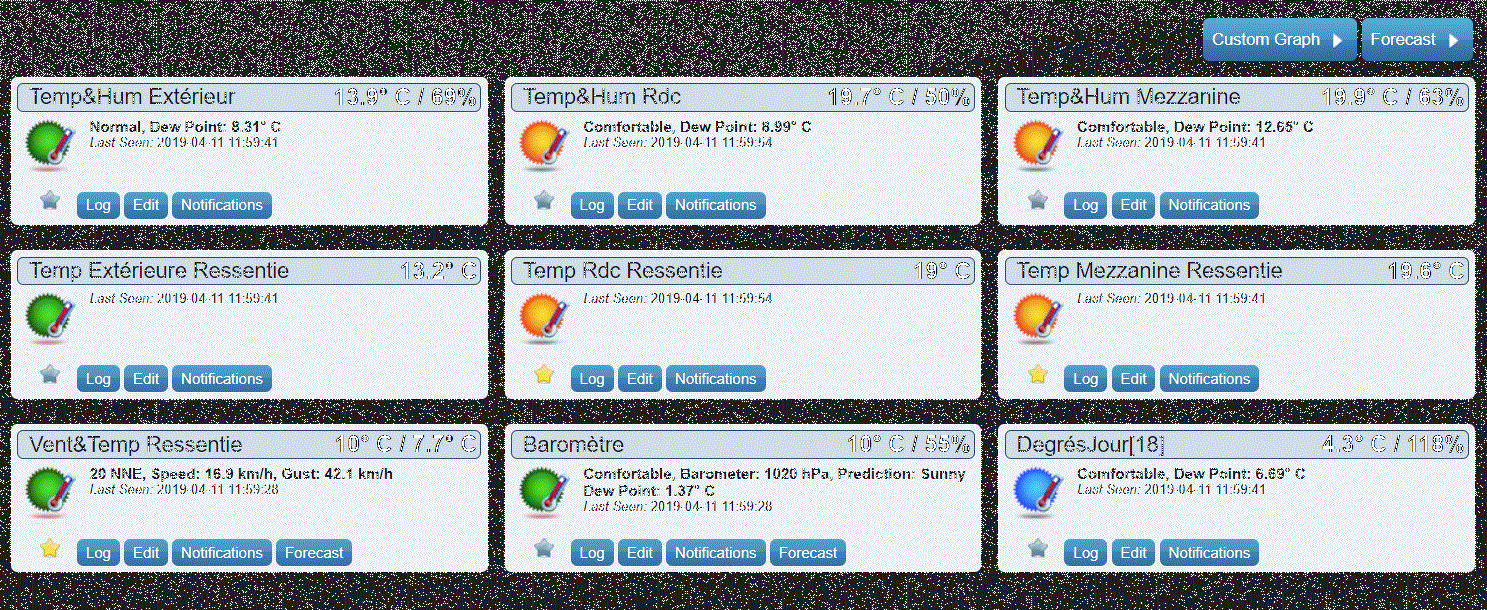 Custom Graph
Forecast
Temp&Hum Extérieur 13.9° C / 69%
Normal, Dew Point: 8.31° C
Last Seen: 2019-04-11 11:59:41
Log Edit Notifications
Temp&Hum Rdc 19.7° C / 50%
Comfortable, Dew Point: 8.99° C
Last Seen: 2019-04-11 11:59:54
Log Edit Notifications
Temp&Hum Mezzanine 19.9° C / 63%
Comfortable, Dew Point: 12.65° C
Last Seen: 2019-04-11 11:59:41
Log Edit Notifications
Temp Extérieure Ressentie 13.2° C
Last Seen: 2019-04-11 11:59:41
Log Edit Notifications
Temp Rdc Ressentie 19° C
Last Seen: 2019-04-11 11:59:54
Log Edit Notifications
Temp Mezzanine Ressentie 19.6° C
Last Seen: 2019-04-11 11:59:41
Log Edit Notifications
Vent&Temp Ressentie 10° C / 7.7° C
20 NNE, Speed: 16.9 km/h, Gust: 42.1 km/h
Last Seen: 2019-04-11 11:59:28
Log Edit Notifications Forecast
Baromètre 10° C / 55%
Comfortable, Barometer: 1020 hPa, Prediction: Sunny
Dew Point: 1.37° C
Last Seen: 2019-04-11 11:59:28
Log Edit Notifications Forecast
DegrésJour[18] 4.3° C / 118%
Comfortable, Dew Point: 6.69° C
Last Seen: 2019-04-11 11:59:41
Log Edit Notifications